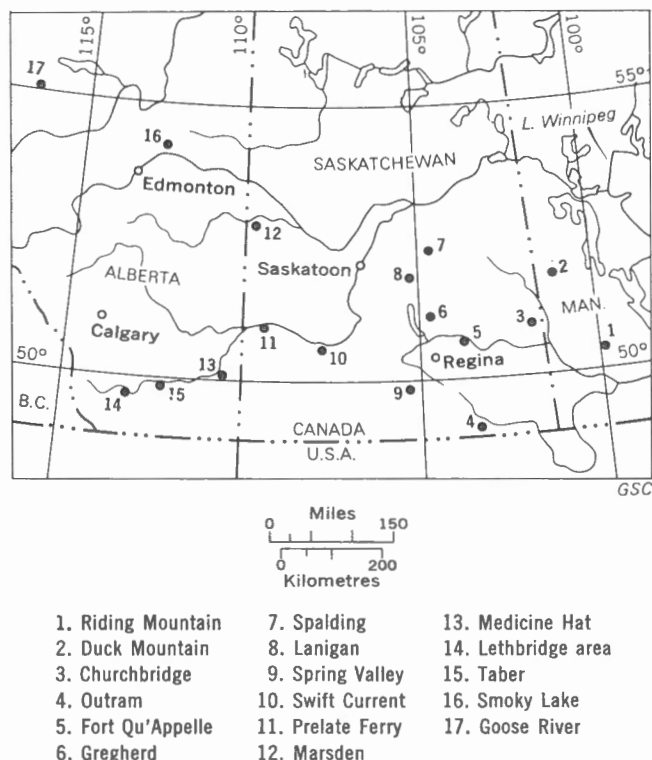 115°
110°
105°
100°
17
55°
L. Winnipeg
16
SASKATCHEWAN
Edmonton
12
7
Saskatoon
ALBERTA
8
2
MAN.
6
3
Calgary
11
5
1
10
Regina
50°
13
50°
9
15
14
B.C.
4
CANADA
U.S.A.
GSC
Miles
0 150
0 200
Kilometres
1. Riding Mountain
2. Duck Mountain
3. Churchbridge
4. Outram
5. Fort Qu'Appelle
6. Gregherd
7. Spalding
8. Lanigan
9. Spring Valley
10. Swift Current
11. Prelate Ferry
12. Marsden
13. Medicine Hat
14. Lethbridge area
15. Taber
16. Smoky Lake
17. Goose River